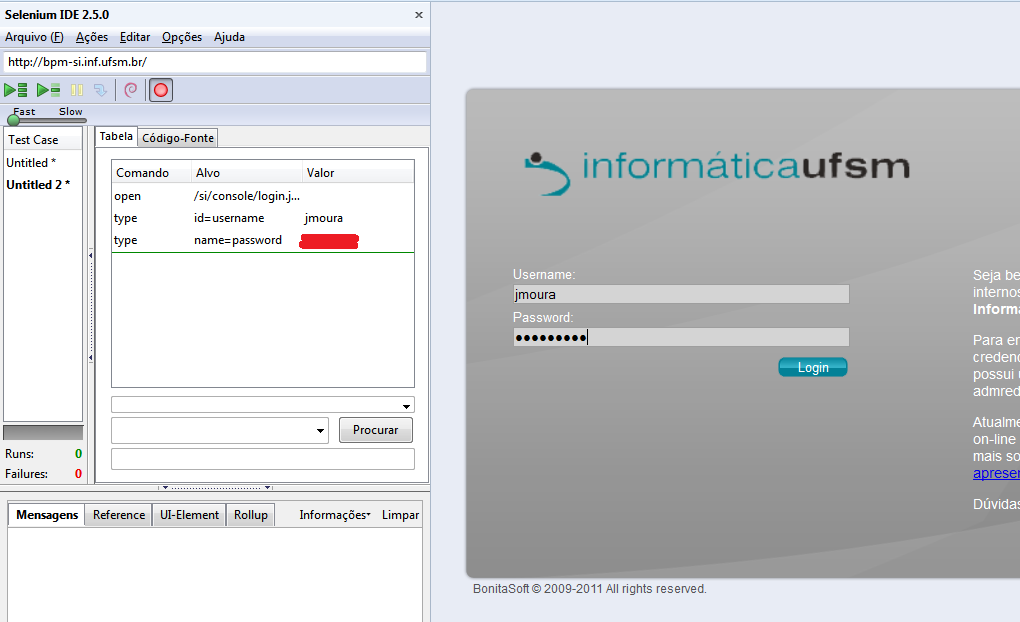 Selenium IDE 2.5.0
Arquivo (F) Ações Editar Opções Ajuda
http://bpm-si.inf.ufsm.br/
Fast Slow
Test Case
Untitled *
Untitled 2 *
Runs: 0
Failures: 0
Tabela Código-Fonte
Comando Alvo Valor
open /si/console/login.j...
type id=username jmoura
type name=password
Procurar
Mensagens Reference UI-Element Rollup Informações Limpar
informáticaufsm
Username:
jmoura
Password:
•••••••••
Login
Seja be
internos
Informá
Para en
creden
possui u
admred
Atualme
on-line
mais so
apresen
Dúvidas
BonitaSoft © 2009-2011 All rights reserved.